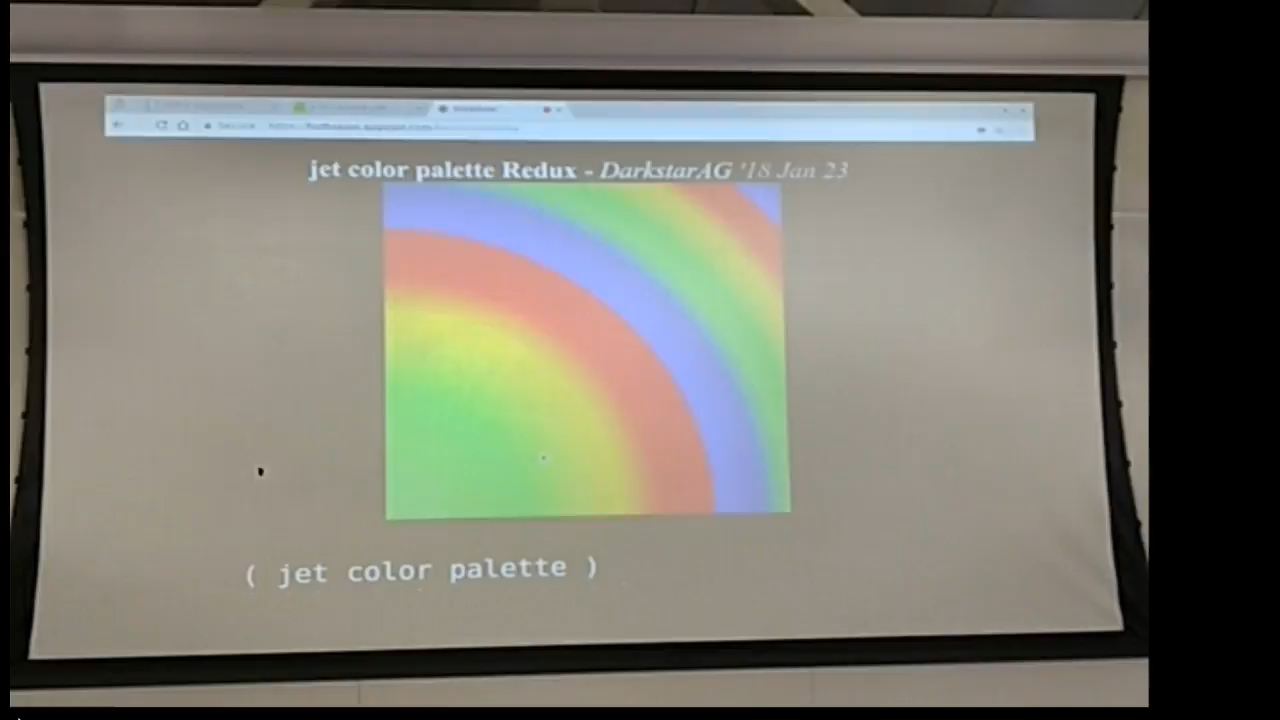 jet color palette Redux - DarkstarAG '18 Jan 23
( jet color palette )